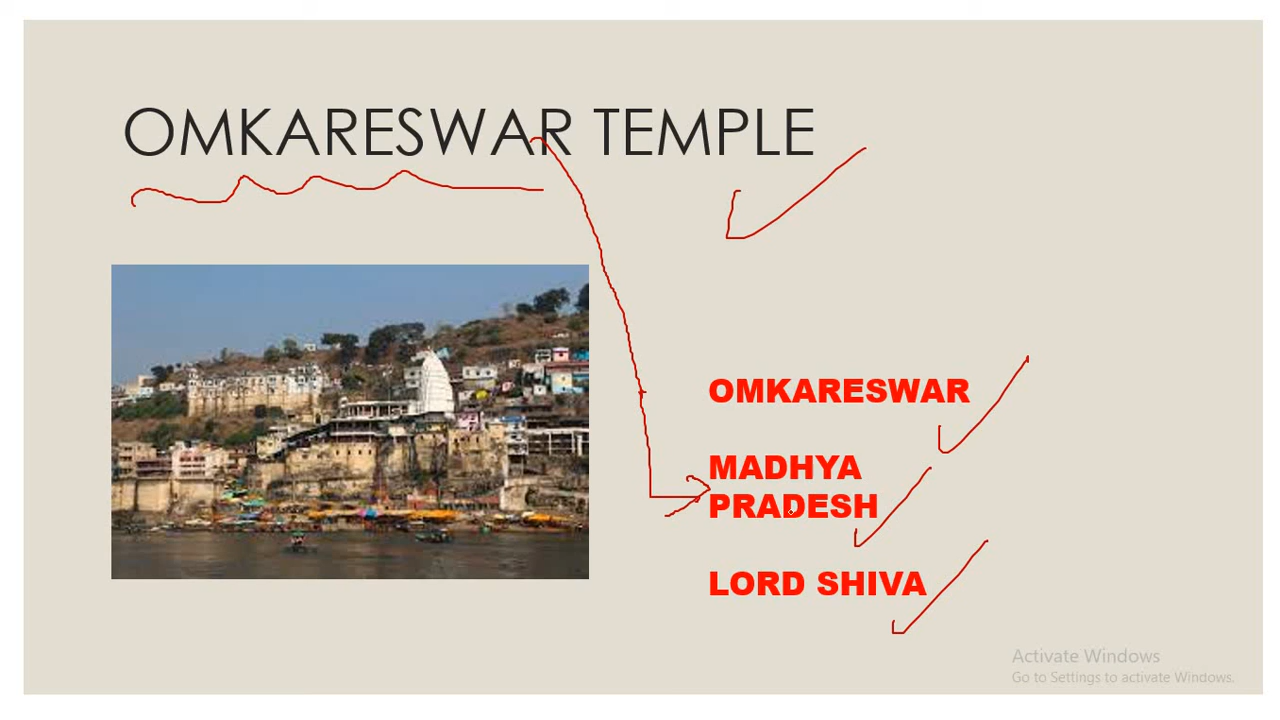 OMKARESWAR TEMPLE
OMKARESWAR
MADHYA
PRADESH
LORD SHIVA
Activate Windows
Go to Settings to activate Windows.